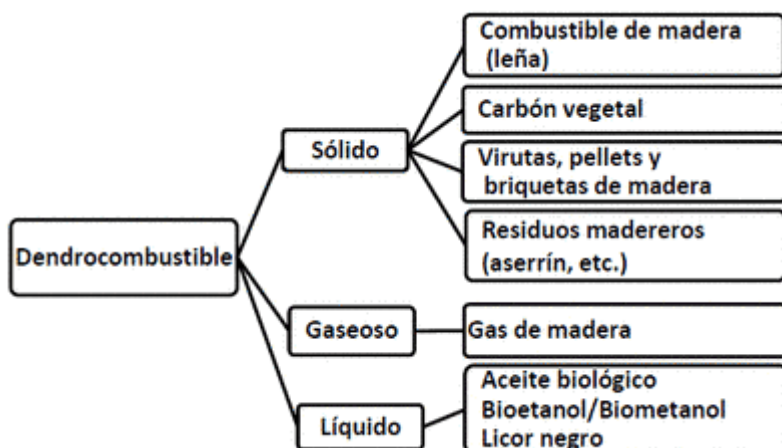 Dendrocombustible
Sólido
Combustible de madera
(leña)
Carbón vegetal
Virutas, pellets y
briquetas de madera
Residuos madereros
(aserrín, etc.)
Gaseoso
Gas de madera
Líquido
Aceite biológico
Bioetanol/Biometanol
Licor negro